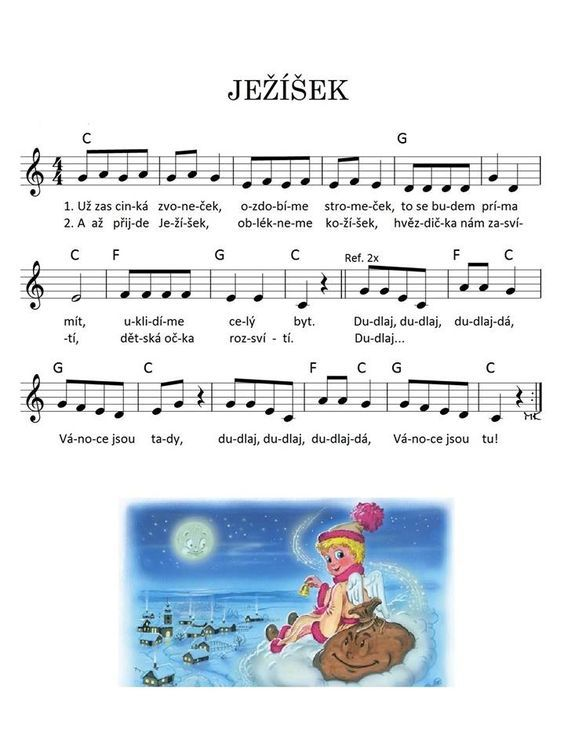 JEŽÍŠEK
C G
1. Už zas cin-ká zvo-ne-ček, o-zdo-bí-me stro-me-ček, to se bu-dem prí-ma
2. A až přij-de Je-ží-šek, ob-lék-ne-me ko-ží-šek, hvěz-dič-ka nám za-sví-
C F G C Ref. 2x F C
mít, u-kli-dí-me ce-lý byt. Du-dlaj, du-dlaj, du-dlaj-dá,
-tí, dět-ská oč-ka roz-sví - tí. Du-dlaj...
G C F C G C
MK
Vá-no-ce jsou ta-dy, du-dlaj, du-dlaj, du-dlaj-dá, Vá-no-ce jsou tu!